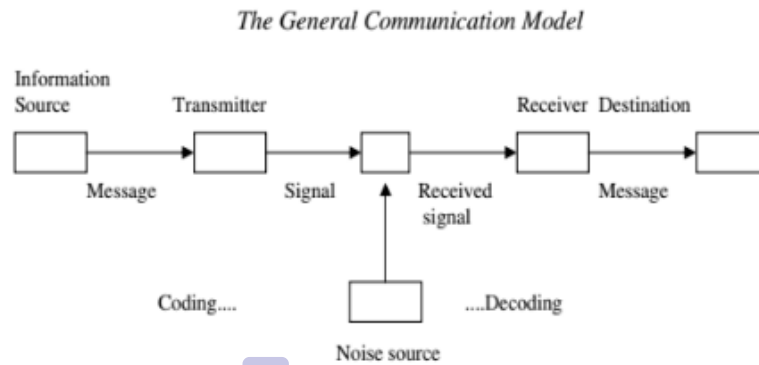 The General Communication Model
Information
Source
Transmitter
Receiver
Destination
Message
Signal
Received
signal
Message
Coding....
....Decoding
Noise source